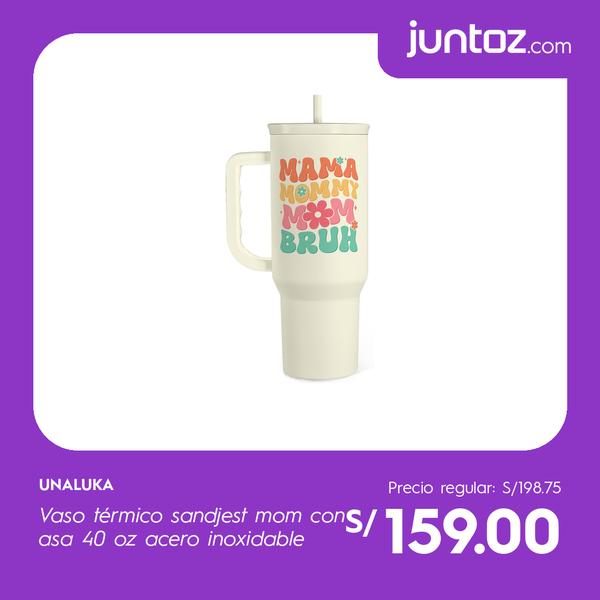 juntoz.com
MAMA
MOMMY
MOM
BRUH
UNALUKA
Vaso térmico sandjest mom con
asa 40 oz acero inoxidable
Precio regular: S/198.75
S/159.00